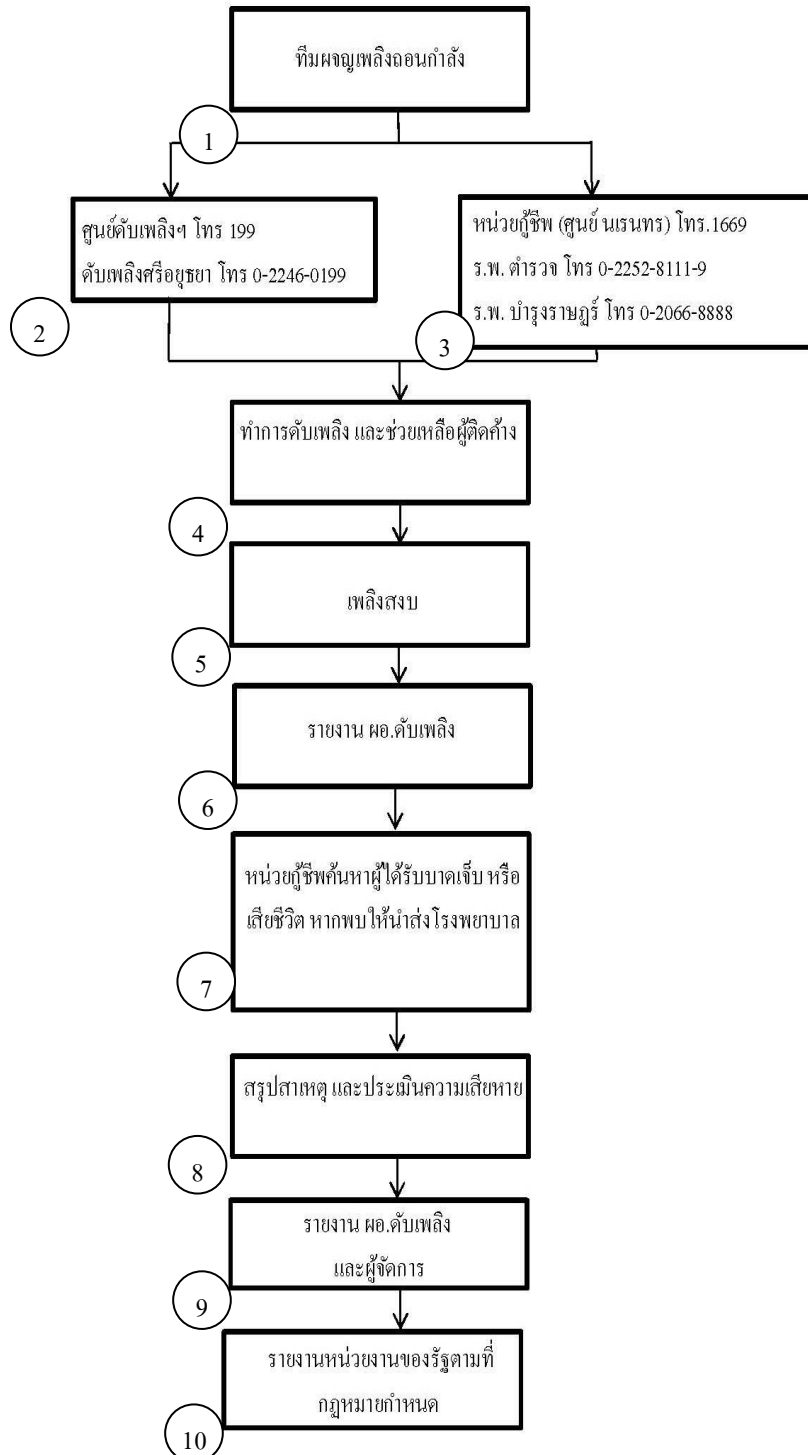 ทีมผจญเพลิงถอนกำลัง
1
ศูนย์ดับเพลิงฯ โทร 199
ดับเพลิงศรีอยุธยา โทร 0-2246-0199
2
หน่วยกู้ชีพ (ศูนย์ นเรนทร) โทร.1669
ร.พ. ตำรวจ โทร 0-2252-8111-9
ร.พ. บำรุงราษฎร์ โทร 0-2066-8888
3
ทำการดับเพลิง และช่วยเหลือผู้ติดค้าง
4
เพลิงสงบ
5
รายงาน ผอ.ดับเพลิง
6
หน่วยกู้ชีพค้นหาผู้ได้รับบาดเจ็บ หรือ
เสียชีวิต หากพบให้นำส่งโรงพยาบาล
7
สรุปสาเหตุ และประเมินความเสียหาย
8
รายงาน ผอ.ดับเพลิง
และผู้จัดการ
9
รายงานหน่วยงานของรัฐตามที่
กฎหมายกำหนด
10